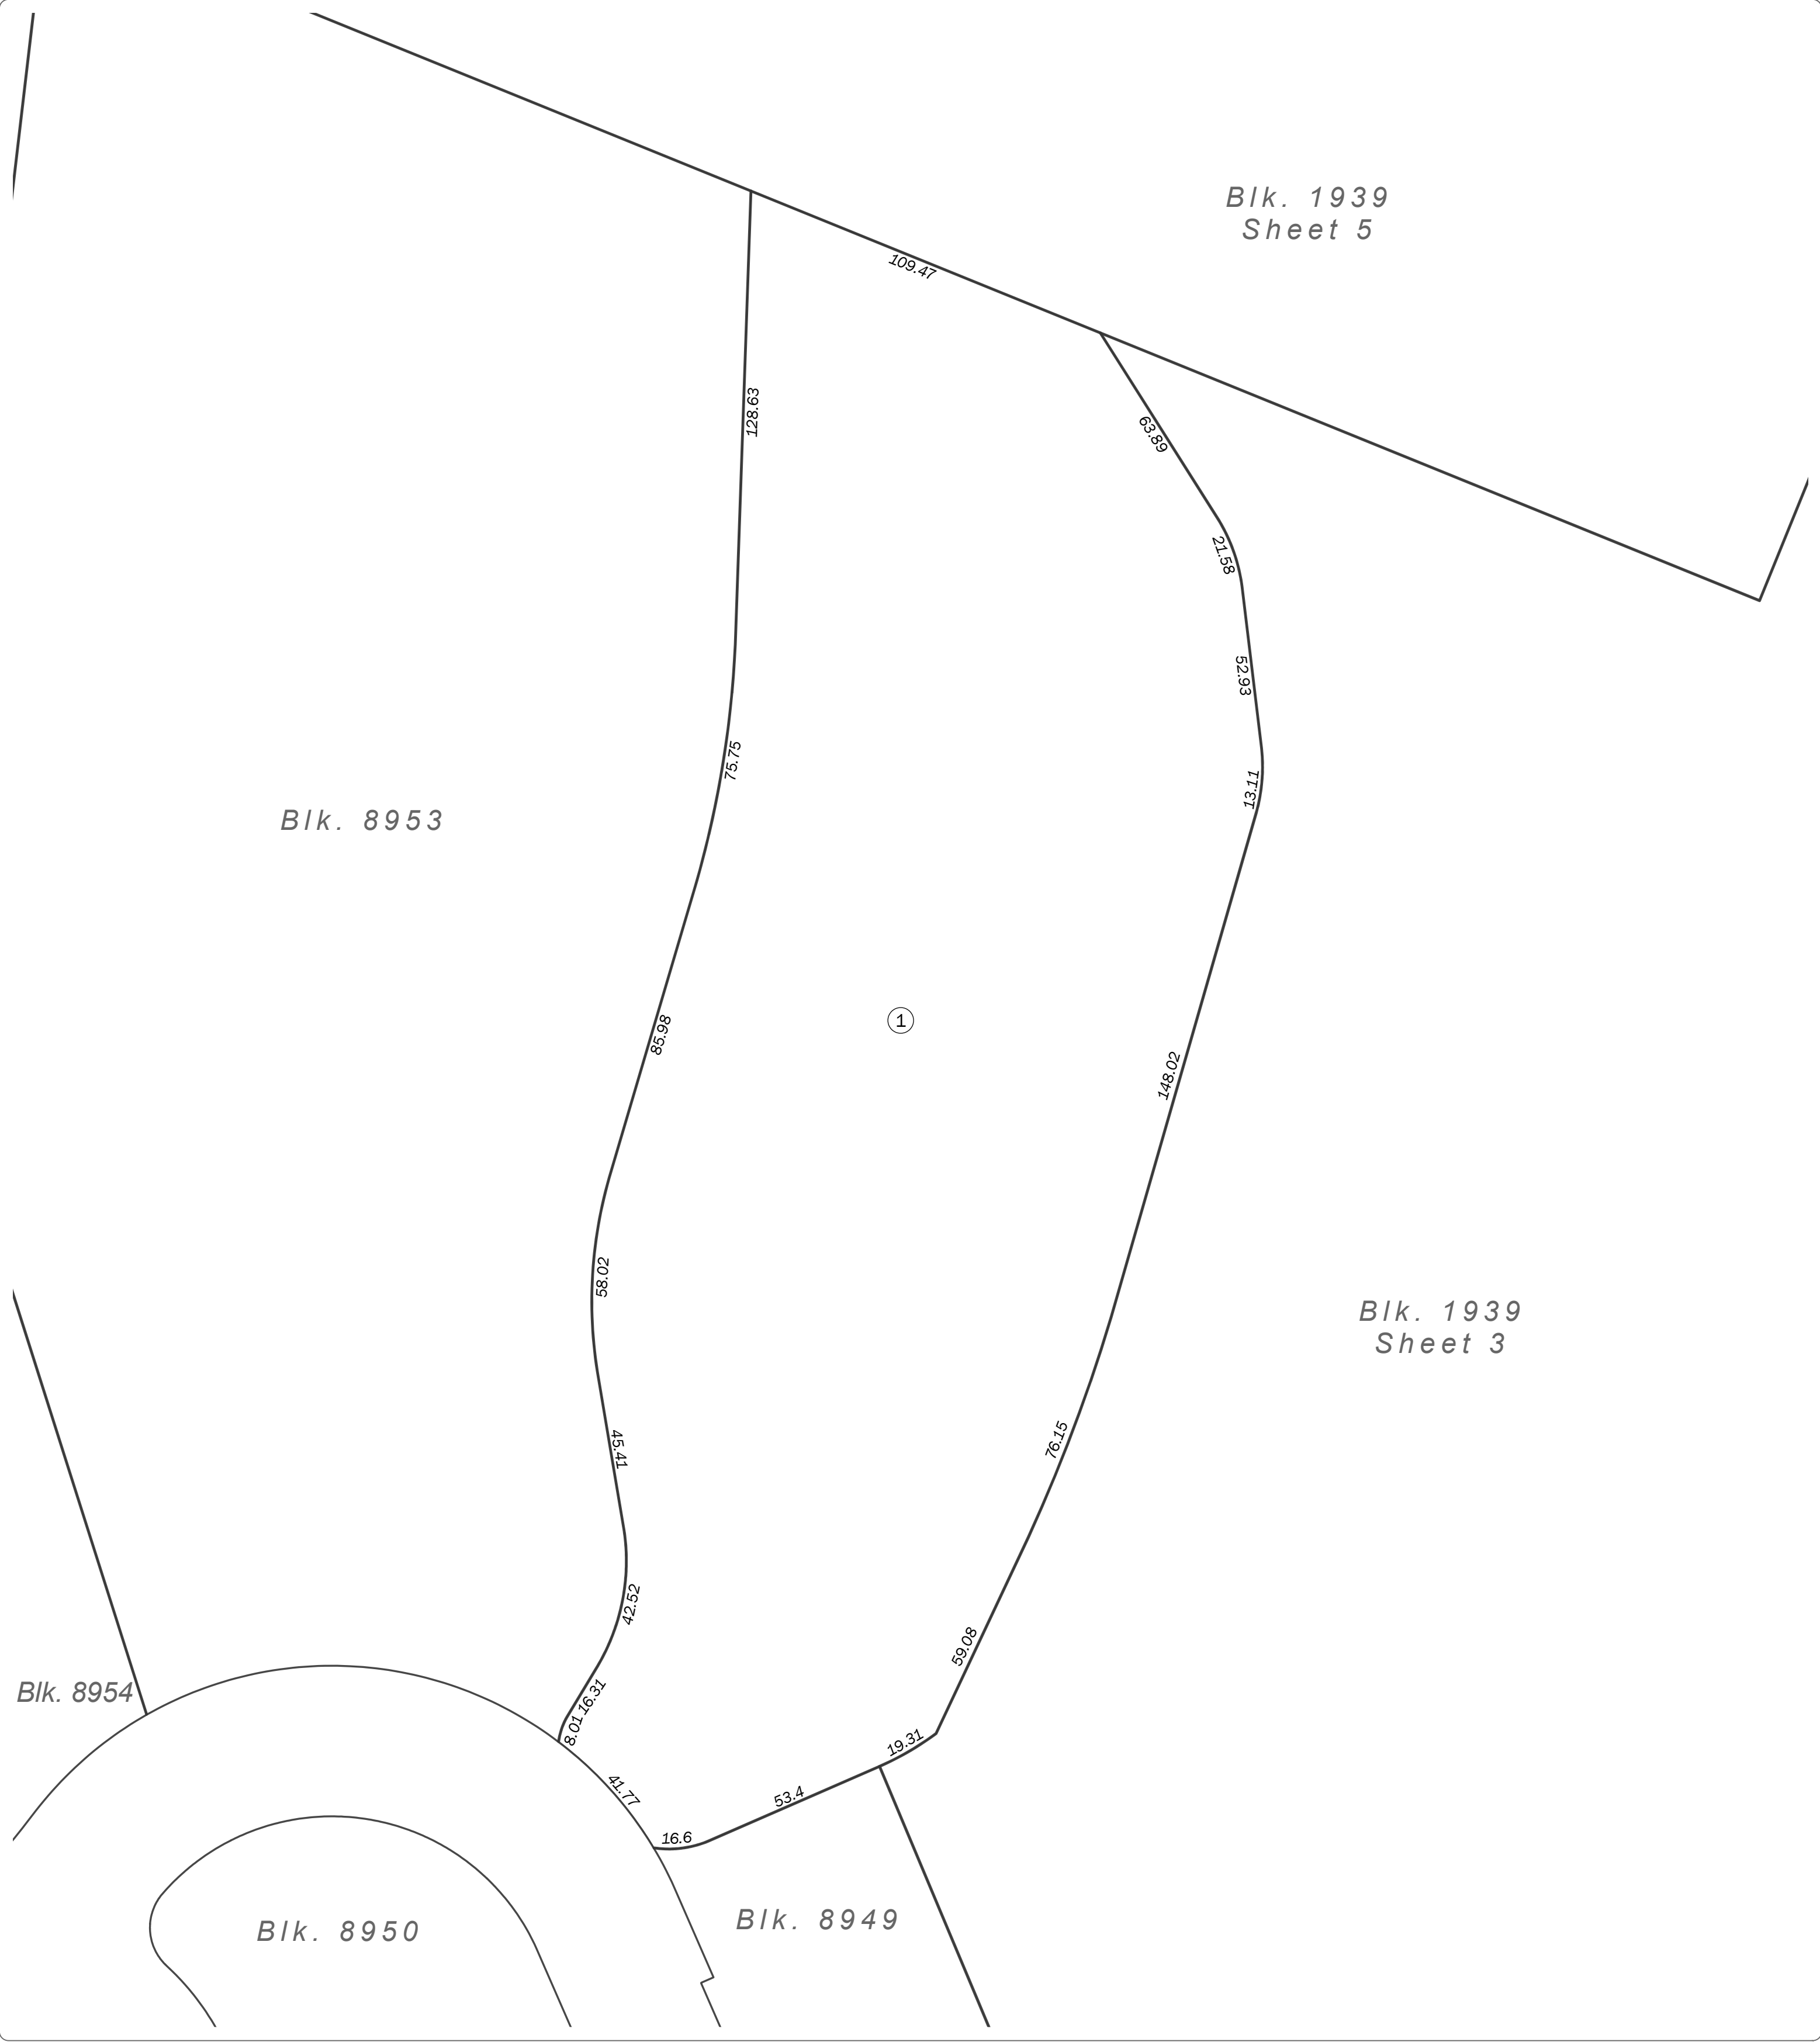 Blk. 1939
Sheet 5
109.47
128.63
63.89
21.58
52.93
75.75
13.11
Blk. 8953
1
85.98
148.02
58.02
Blk. 1939
Sheet 3
45.41
76.15
42.52
59.08
16.31
8.01
Blk. 8954
19.31
41.77
53.4
16.6
Blk. 8949
Blk. 8950